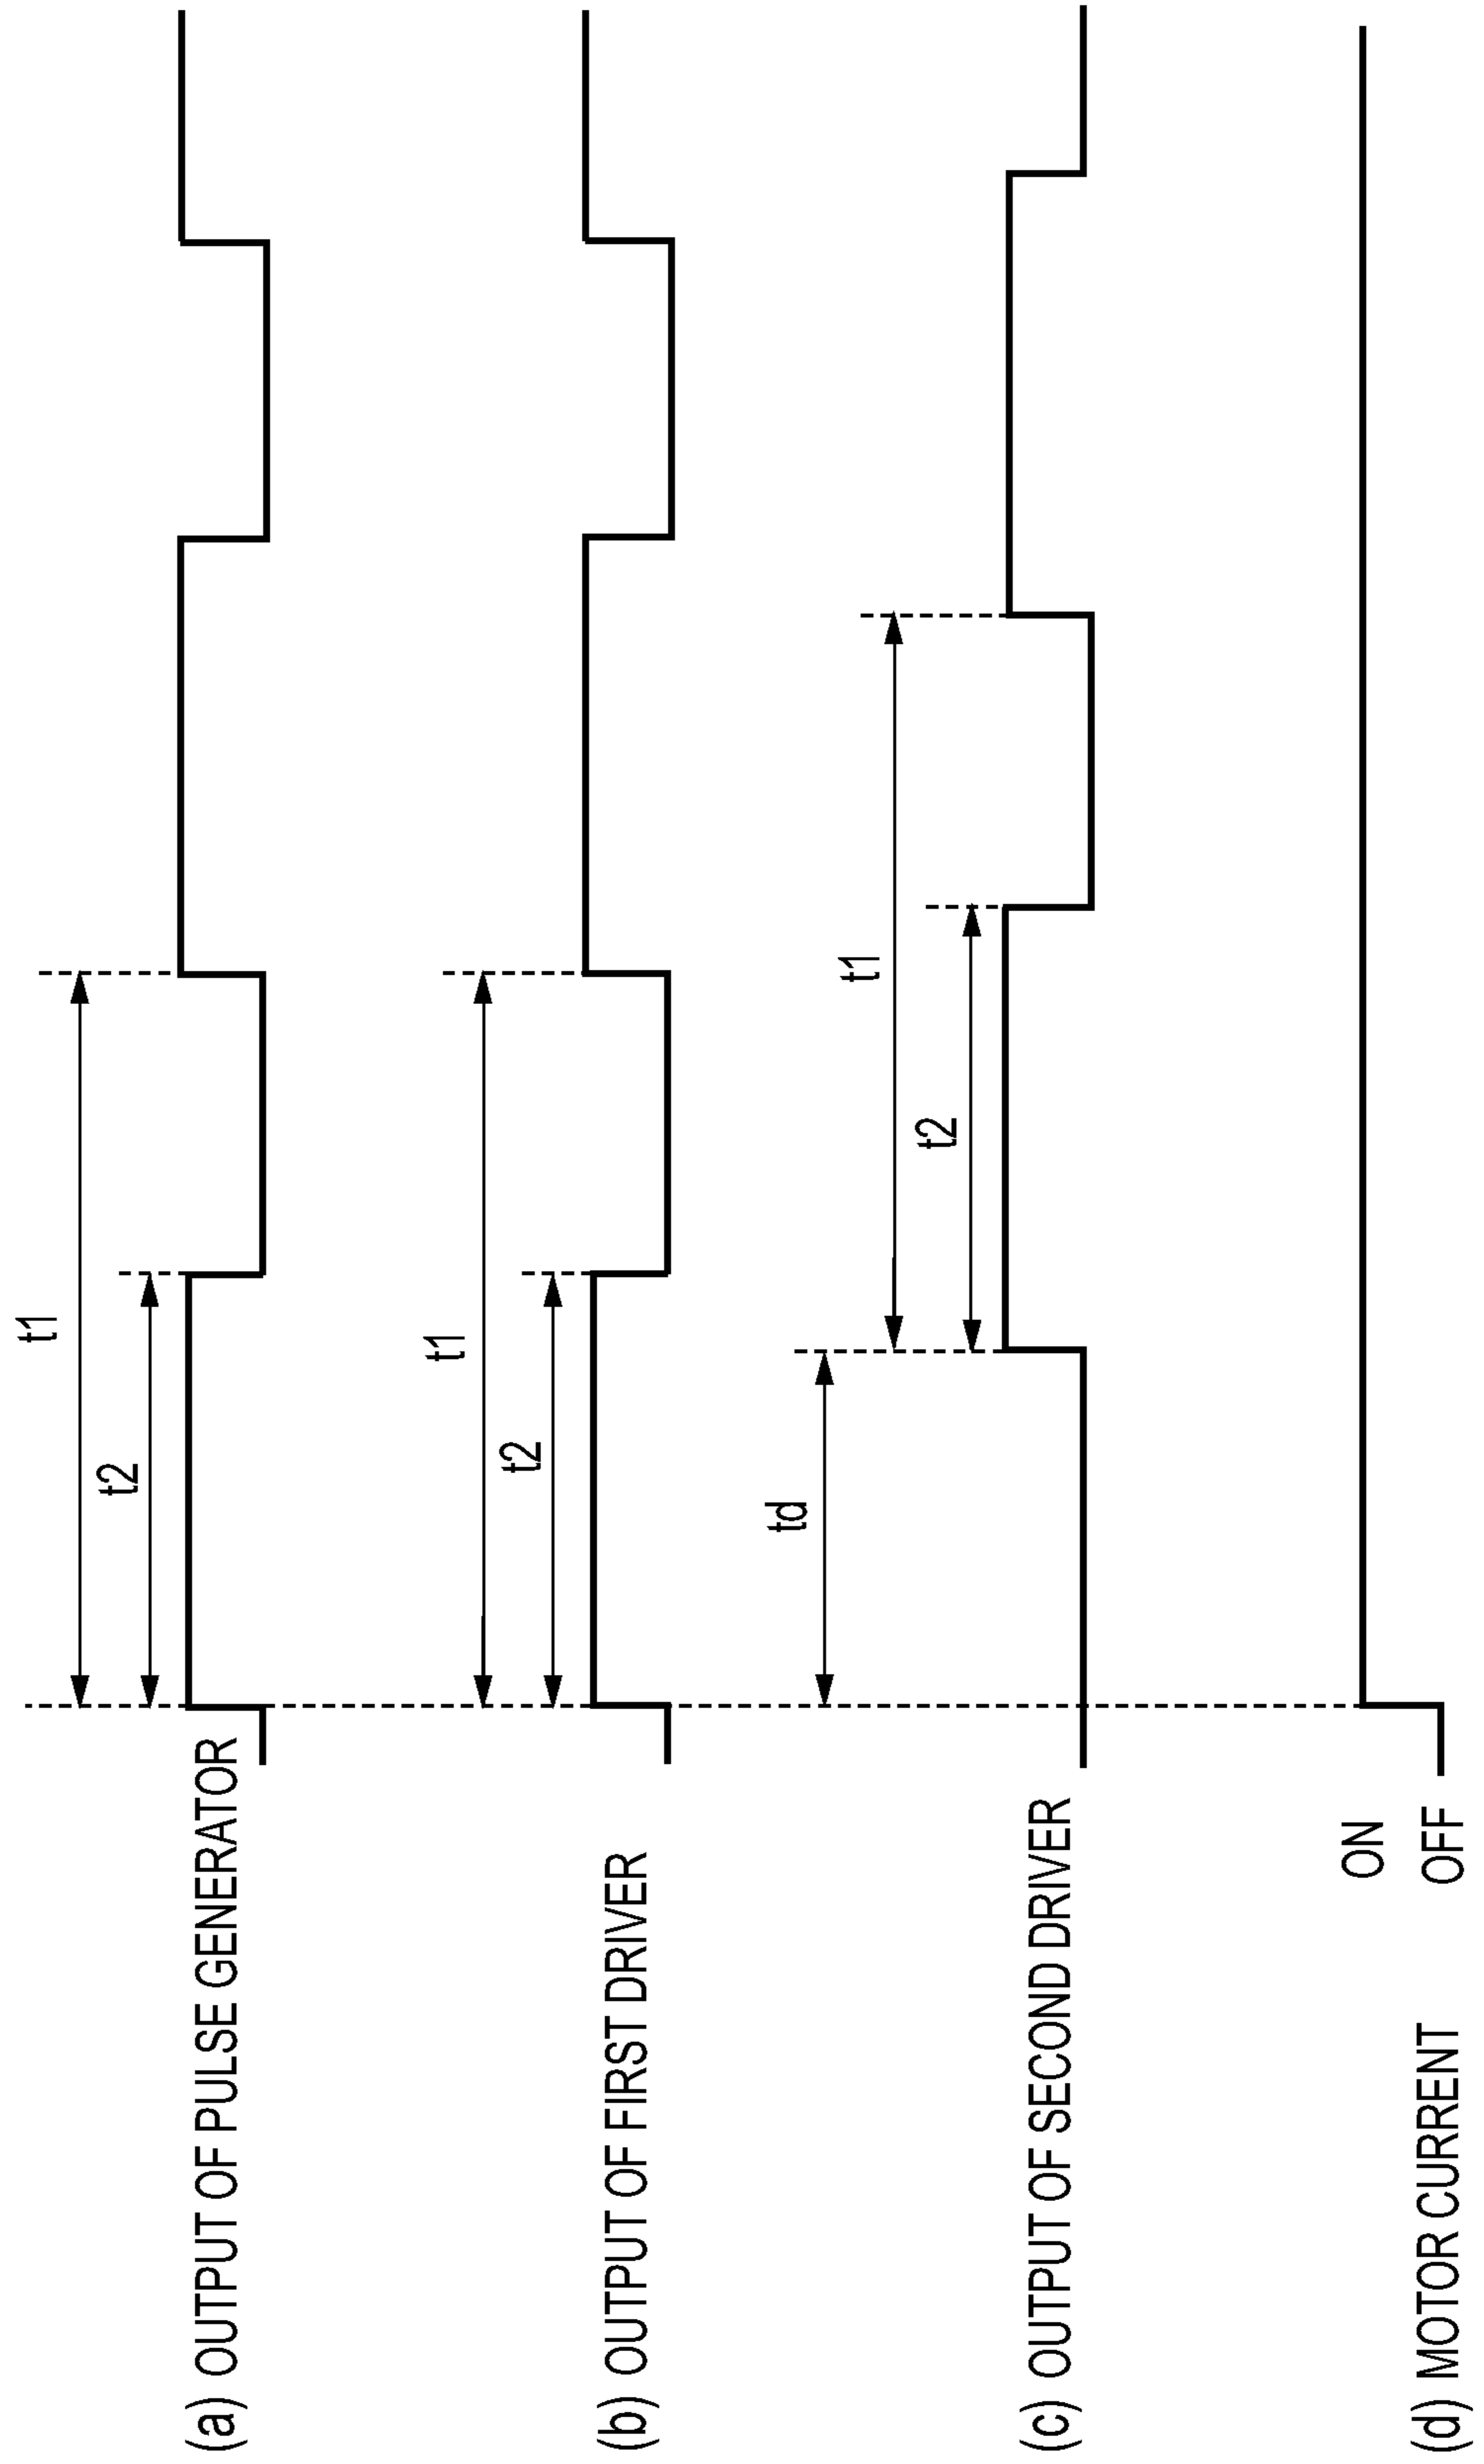 t1
t2
(a) OUTPUT OF PULSE GENERATOR
t1
t2
(b) OUTPUT OF FIRST DRIVER
t1
td
t2
(c) OUTPUT OF SECOND DRIVER
ON
(d) MOTOR CURRENT OFF